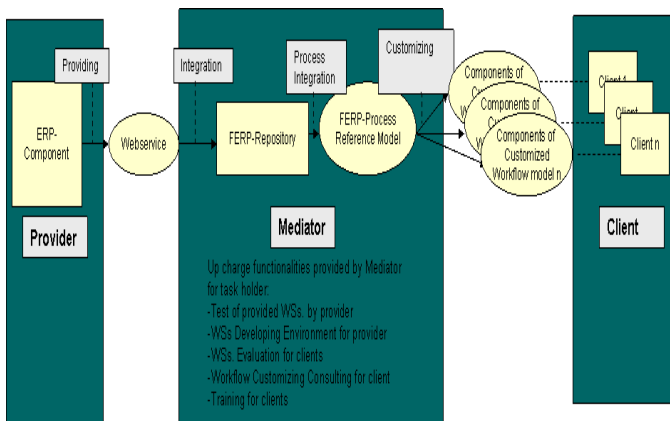 Providing
Integration
Process
Integration
Customizing
ERP-
Component
Webservice
FERP-Repository
FERP-Process
Reference Model
Components of
Components of
Components of
Customized
Workflow model n
Client
Client
Client n
Provider
Mediator
Client
Up charge functionalities provided by Mediator
for task holder:
-Test of provided WSs. by provider
-WSs Developing Environment for provider
-WSs. Evaluation for clients
-Workflow Customizing Consulting for client
-Training for clients